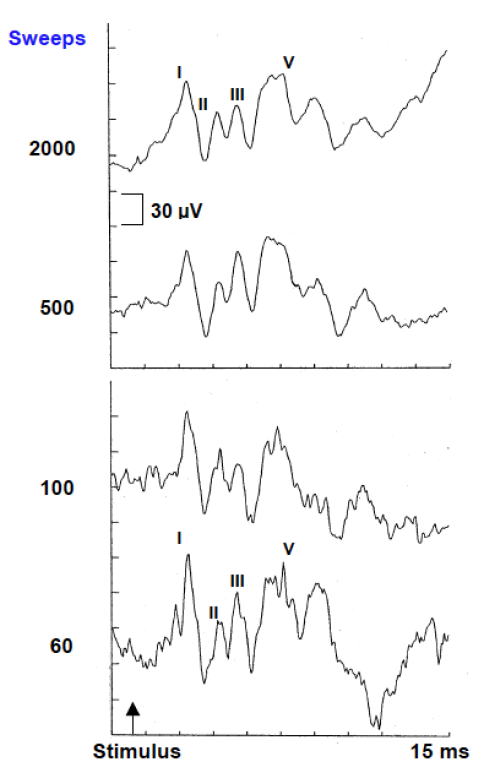 Sweeps
I
II
III
V
2000
30 µV
500
100
I
II
III
V
60
Stimulus
15 ms